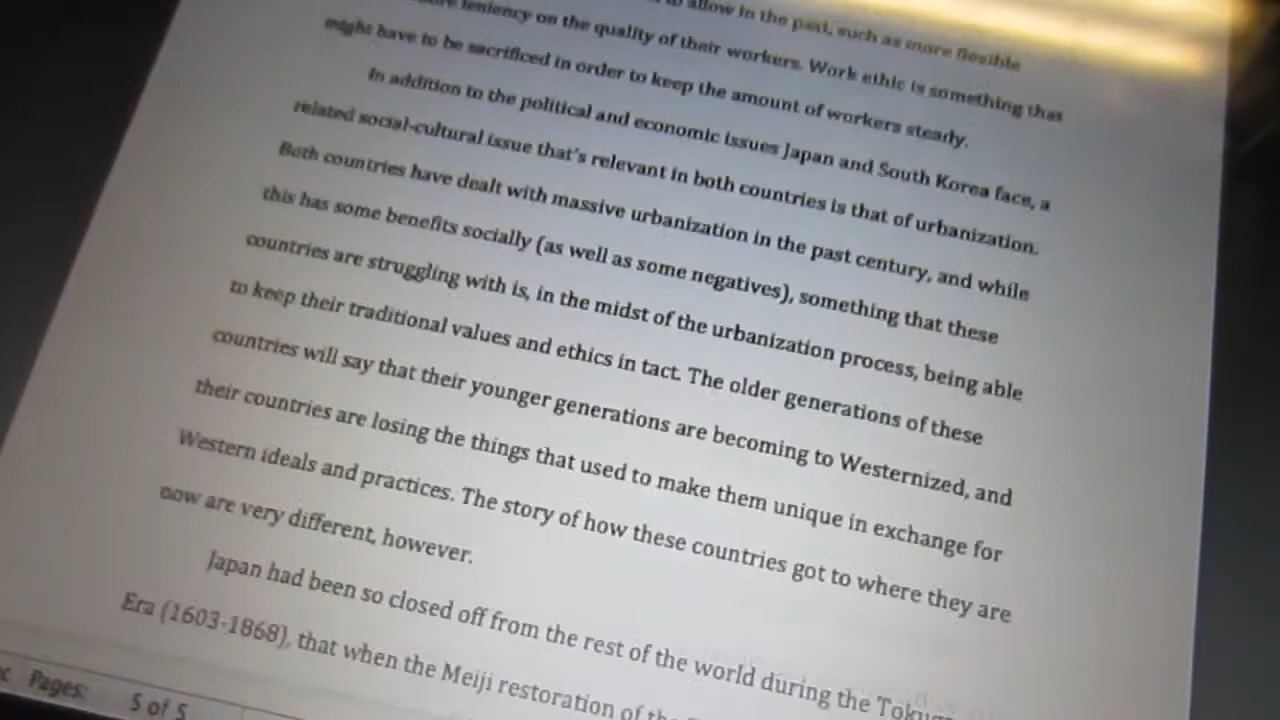 to allow in the past, such as more flexible
leniency on the quality of their workers. Work ethic is something that
might have to be sacrificed in order to keep the amount of workers steady.
In addition to the political and economic issues Japan and South Korea face, a
related social-cultural issue that's relevant in both countries is that of urbanization.
Both countries have dealt with massive urbanization in the past century, and while
this has some benefits socially (as well as some negatives), something that these
countries are struggling with is, in the midst of the urbanization process, being able
to keep their traditional values and ethics in tact. The older generations of these
countries will say that their younger generations are becoming to Westernized, and
their countries are losing the things that used to make them unique in exchange for
Western ideals and practices. The story of how these countries got to where they are
now are very different, however.
Japan had been so closed off from the rest of the world during the
Era (1603-1868), that when the Meiji restoration of
Pages: 5 of 5